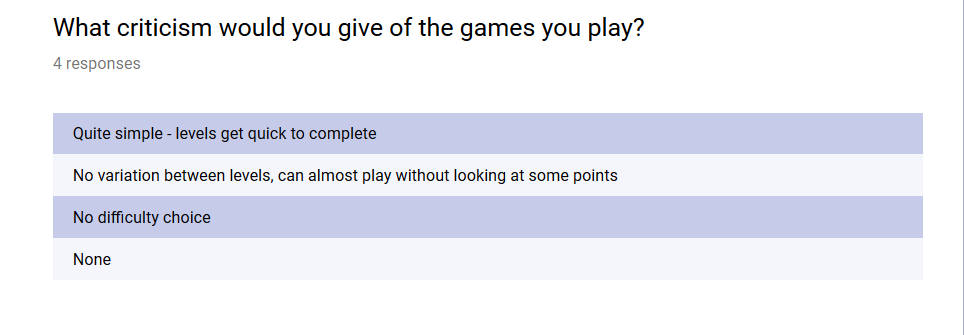 What criticism would you give of the games you play?
4 responses
Quite simple - levels get quick to complete
No variation between levels, can almost play without looking at some points
No difficulty choice
None